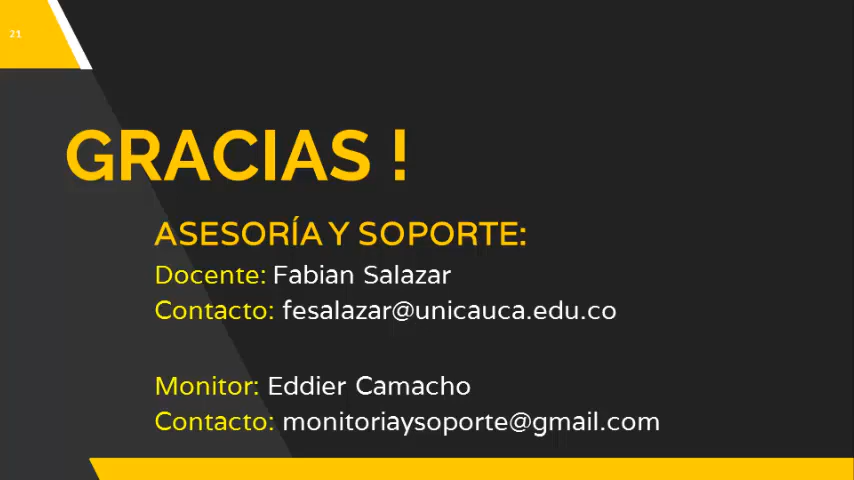 21
GRACIAS !
ASESORÍA Y SOPORTE:
Docente: Fabian Salazar
Contacto: fesalazar@unicauca.edu.co
Monitor: Eddier Camacho
Contacto: monitoriaysoporte@gmail.com